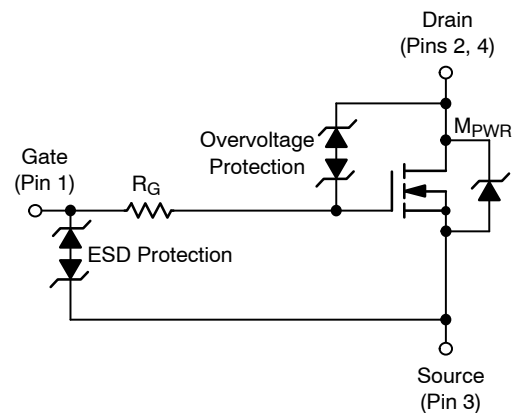 Drain
(Pins 2, 4)
MPWR
Overvoltage
Protection
Gate
(Pin 1)
RG
ESD Protection
Source
(Pin 3)